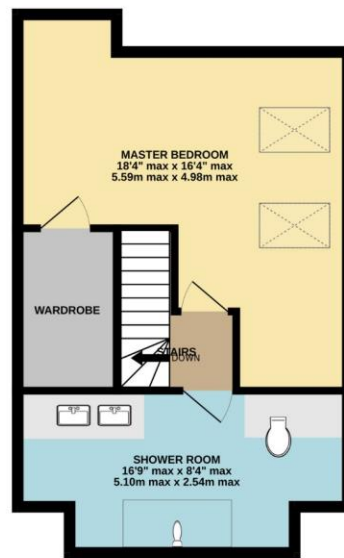 MASTER BEDROOM
18'4" max x 16'4" max
5.59m max x 4.98m max
WARDROBE
STAIRS
DOWN
SHOWER ROOM
16'9" max x 8'4" max
5.10m max x 2.54m max